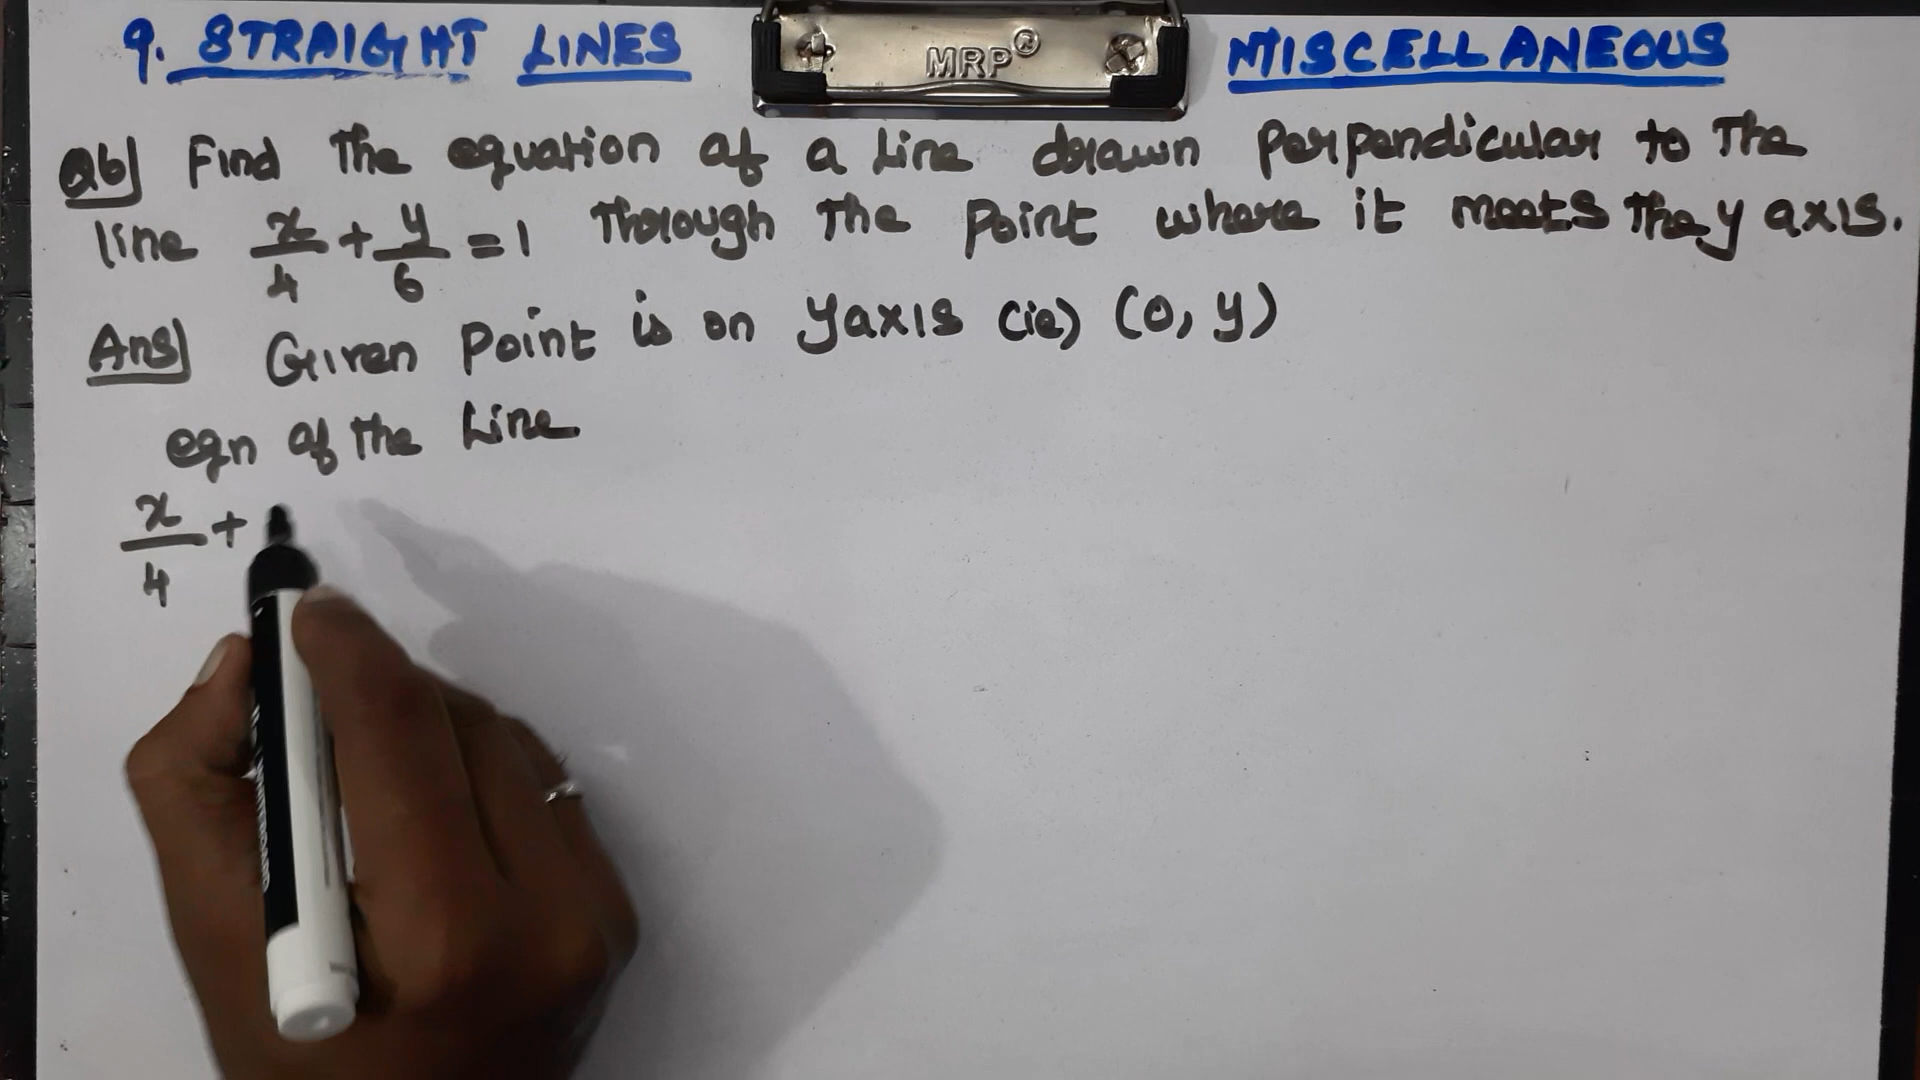 9. STRAIGHT LINES
MRP®
MISCELLANEOUS
Q6] Find The equation of a Line drawn Perpendicular to The
line x/4 + y/6 = 1 Through The Point where it meets The y axis.
Ans] Given Point is on y axis (ie) (0, y)
eqn of the Line
x/4 +